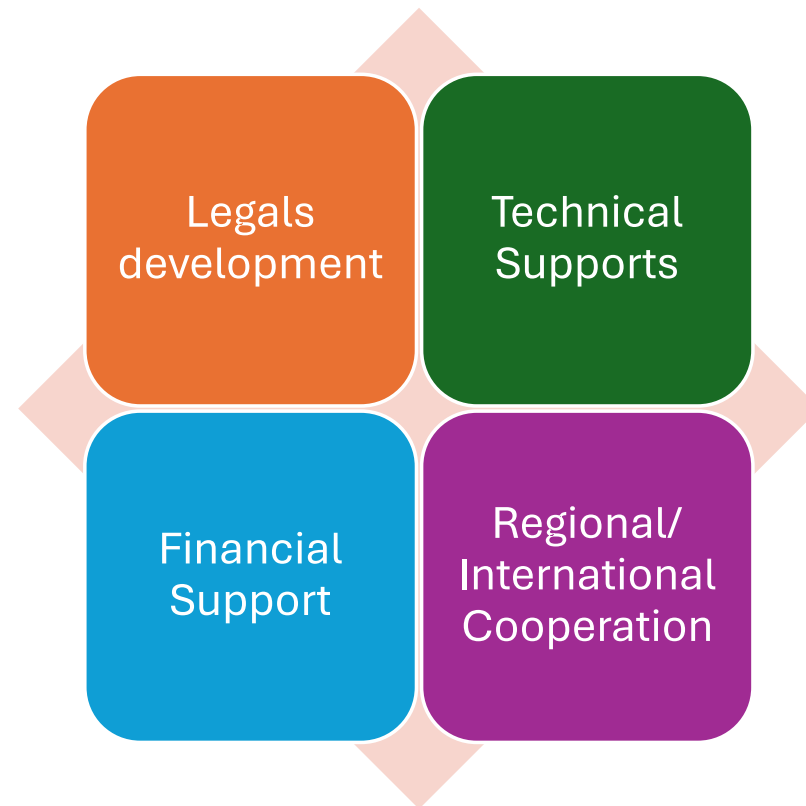 Legals
development
Technical
Supports
Financial
Support
Regional/
International
Cooperation